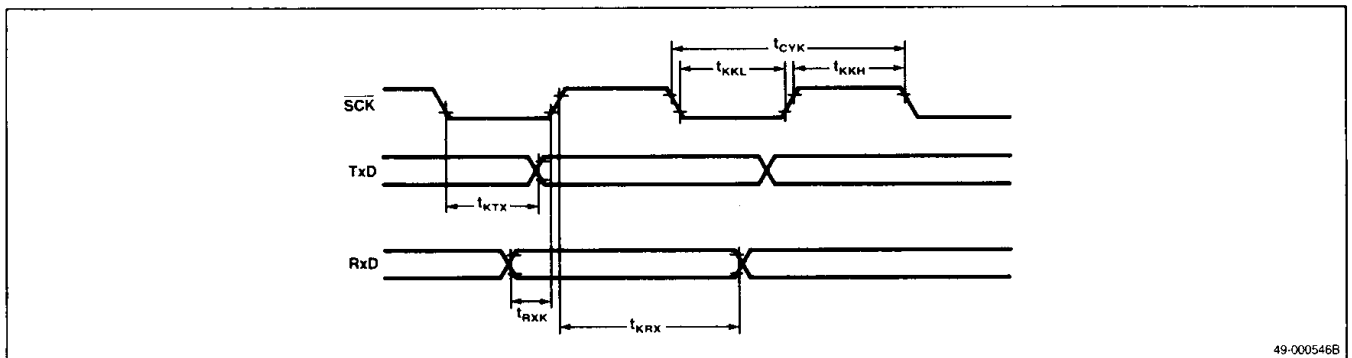 tCYK
tKKL
tKKH
SCK
TxD
tKTX
RxD
tRXK
tKRX
49-000546B